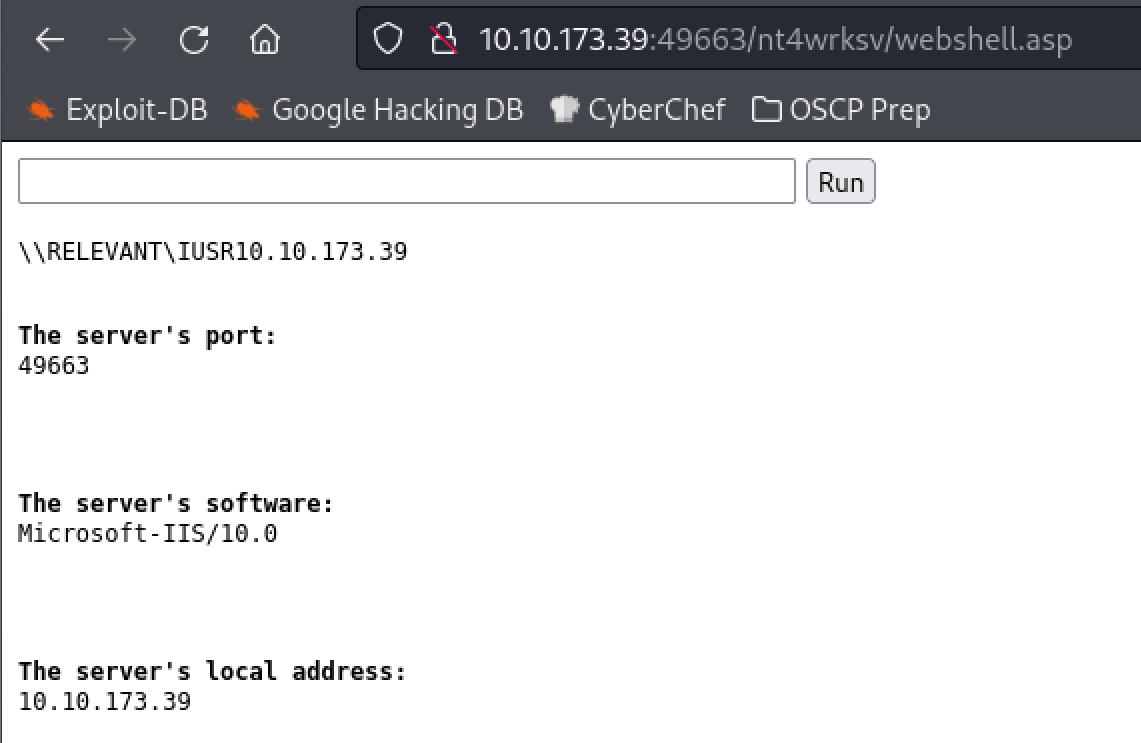 10.10.173.39:49663/nt4wrksv/webshell.asp
Exploit-DB Google Hacking DB CyberChef OSCP Prep
Run
\\RELEVANT\IUSR10.10.173.39
The server's port:
49663
The server's software:
Microsoft-IIS/10.0
The server's local address:
10.10.173.39